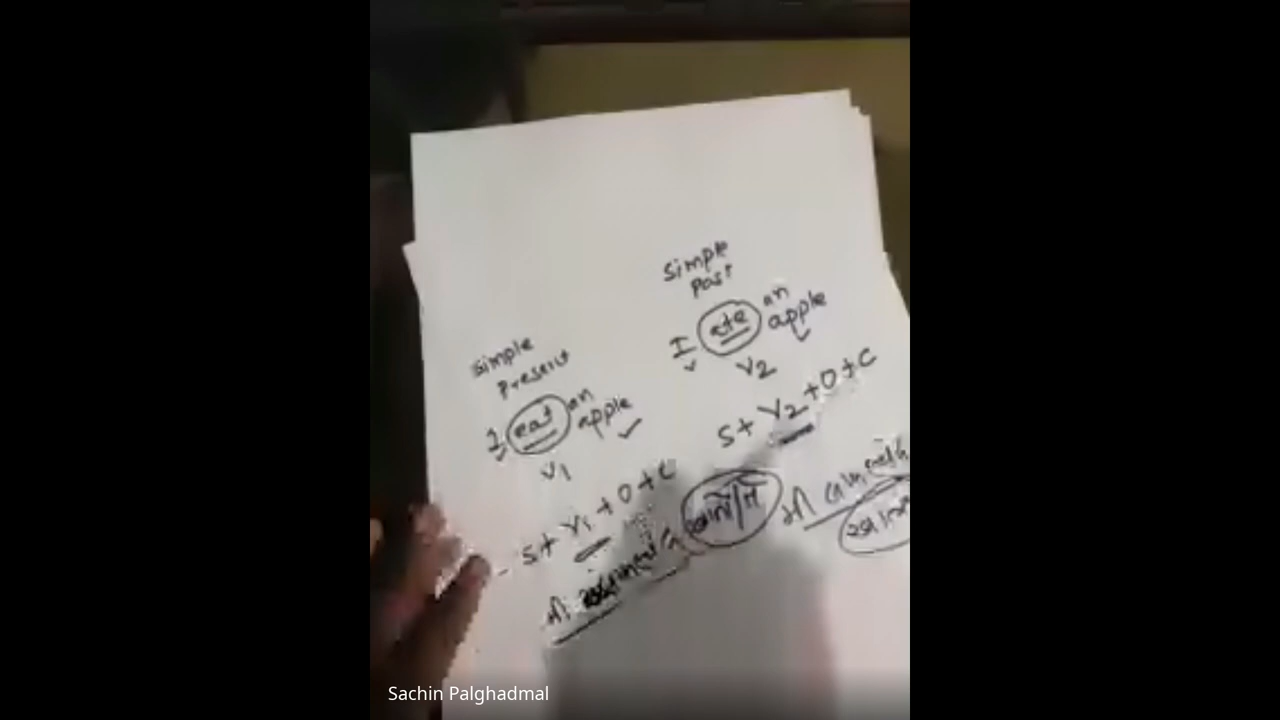 simple
Past
I ate an
apple
V2
S+ V2 +O+C
simple
Present
I eat an
apple
V1
S+ V1 +O+C
मी
मी
Sachin Palghadmal